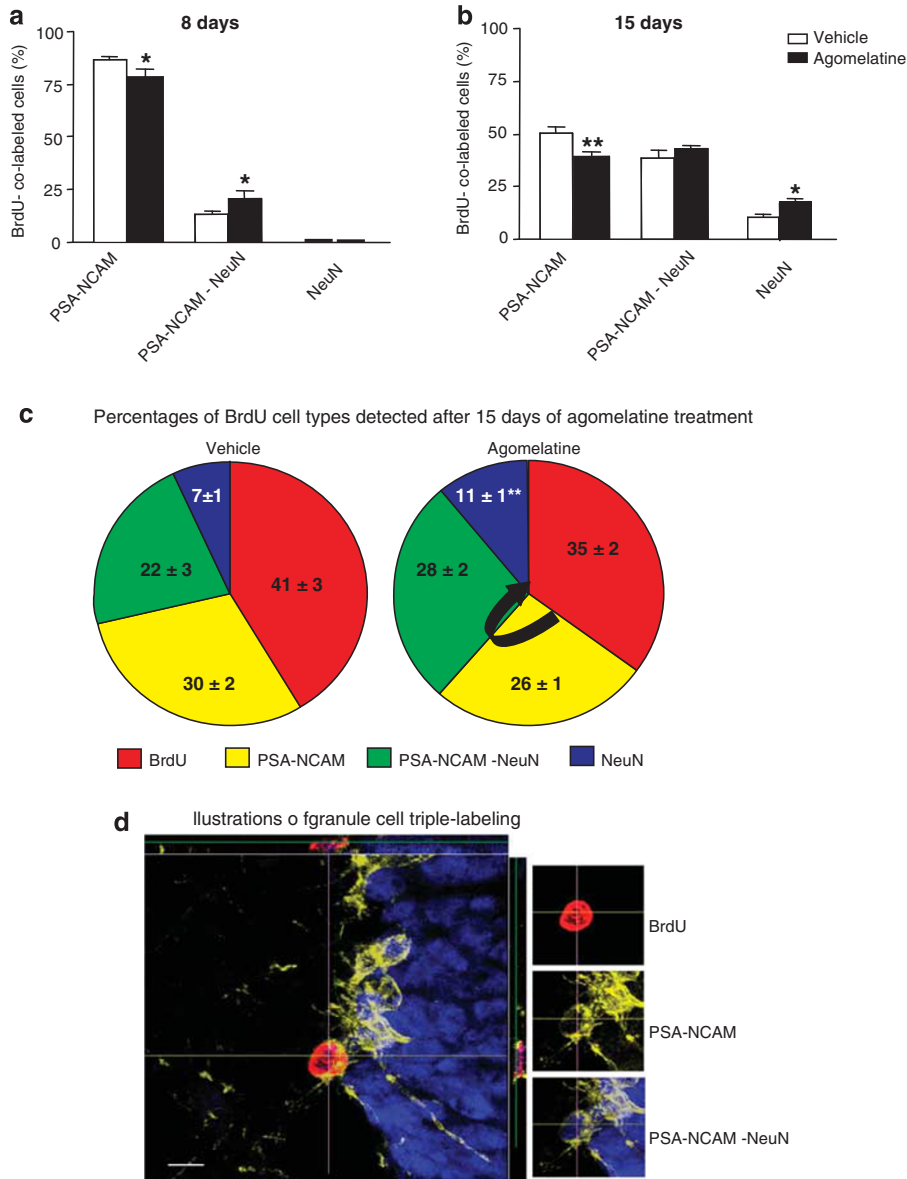 a
8 days
BrdU- co-labeled cells (%)
100
75
50
25
0
*
*
PSA-NCAM
PSA-NCAM - NeuN
NeuN
b
15 days
Vehicle
Agomelatine
BrdU- co-labeled cells (%)
100
75
50
25
0
**
*
PSA-NCAM
PSA-NCAM - NeuN
NeuN
c
Percentages of BrdU cell types detected after 15 days of agomelatine treatment
Vehicle
7±1
22 ± 3
41 ± 3
30 ± 2
Agomelatine
11 ± 1**
28 ± 2
35 ± 2
26 ± 1
BrdU
PSA-NCAM
PSA-NCAM -NeuN
NeuN
d
llustrations o fgranule cell triple-labeling
BrdU
PSA-NCAM
PSA-NCAM -NeuN